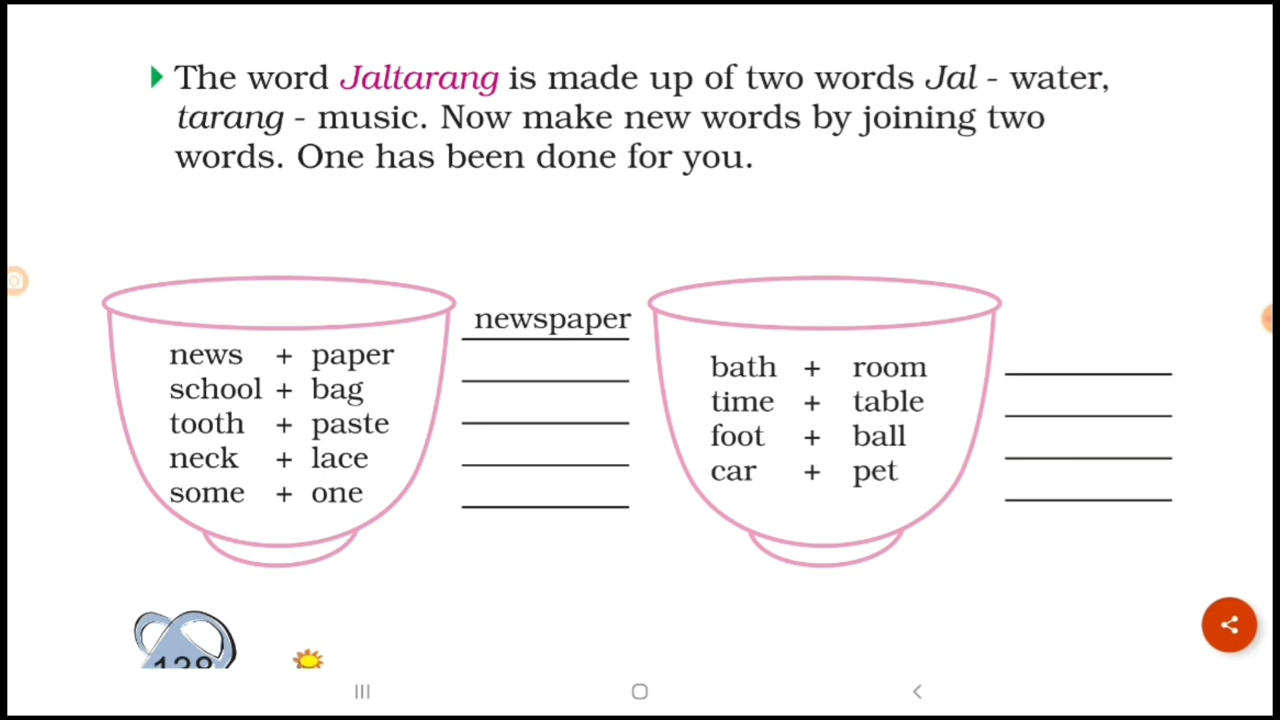 The word Jaltarang is made up of two words Jal - water,
tarang - music. Now make new words by joining two
words. One has been done for you.
newspaper
news + paper
school + bag
tooth + paste
neck + lace
some + one
bath + room
time + table
foot + ball
car + pet
138